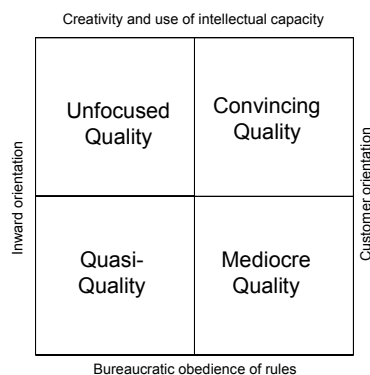 Creativity and use of intellectual capacity
Unfocused
Quality
Convincing
Quality
Inward orientation
Customer orientation
Quasi-
Quality
Mediocre
Quality
Bureaucratic obedience of rules